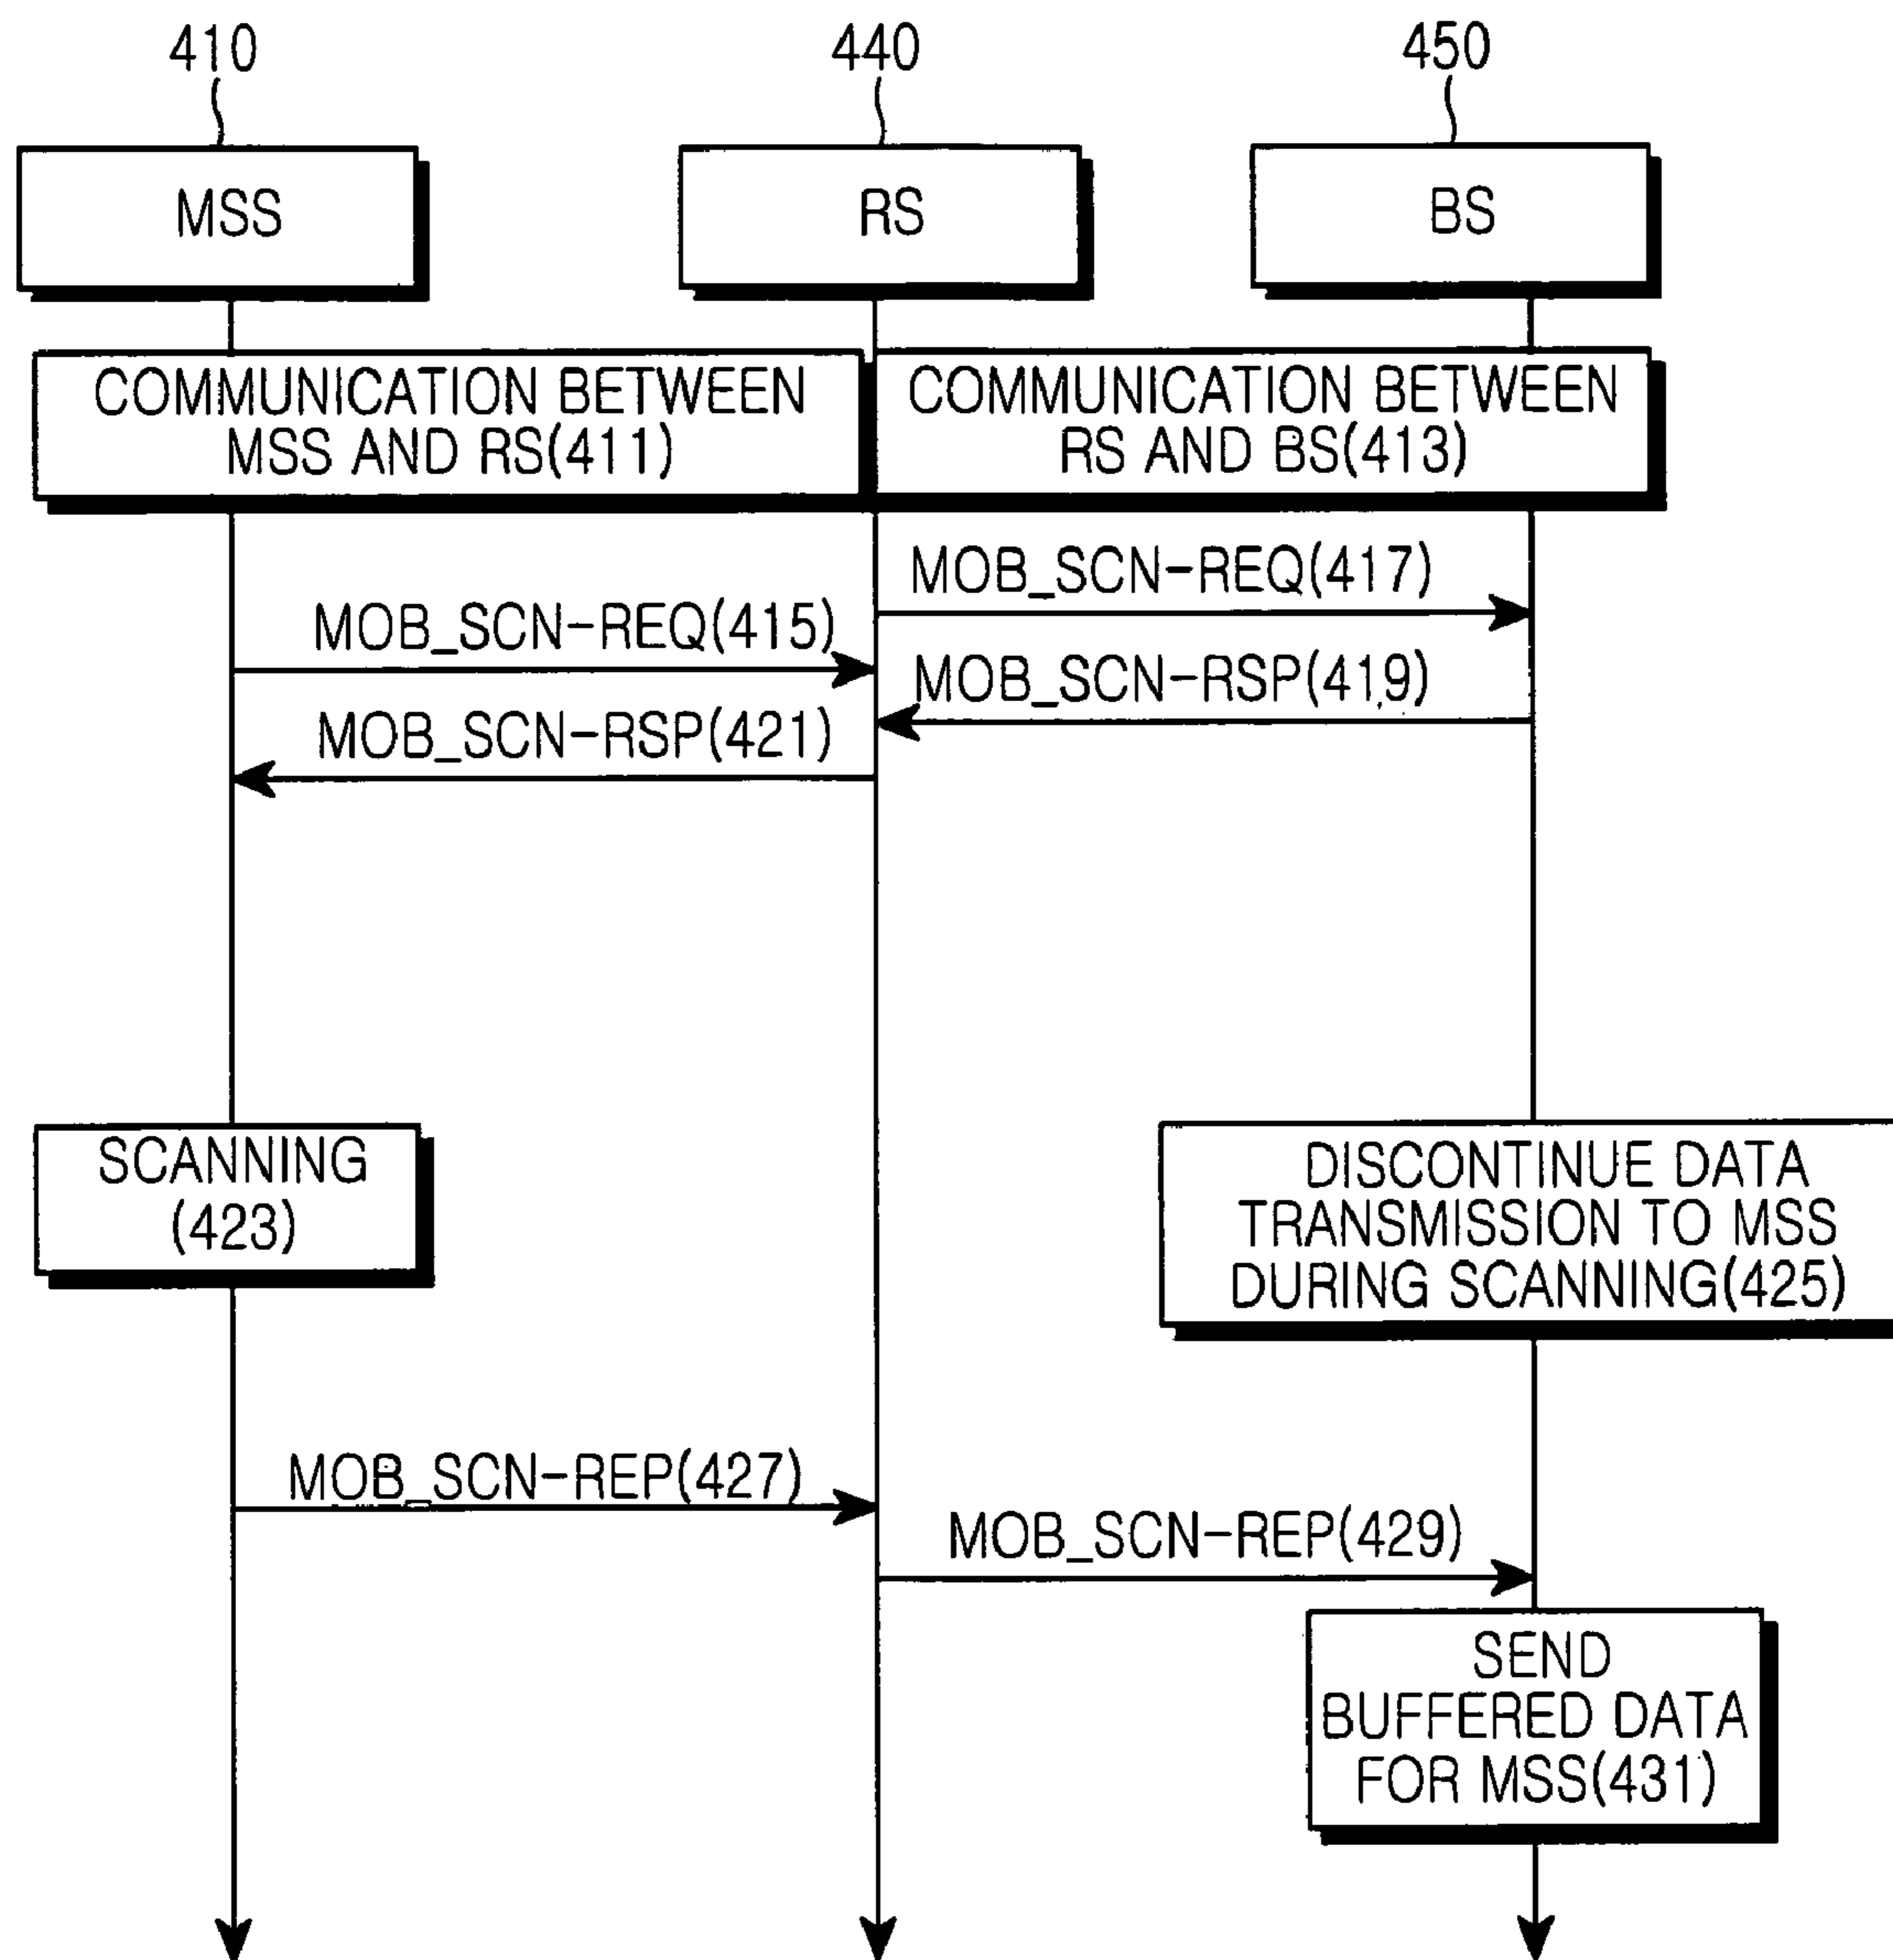 410
440
450
MSS
RS
BS
COMMUNICATION BETWEEN
MSS AND RS(411)
COMMUNICATION BETWEEN
RS AND BS(413)
MOB_SCN-REQ(417)
MOB_SCN-REQ(415)
MOB_SCN-RSP(419)
MOB_SCN-RSP(421)
SCANNING
(423)
DISCONTINUE DATA
TRANSMISSION TO MSS
DURING SCANNING(425)
MOB_SCN-REP(427)
MOB_SCN-REP(429)
SEND
BUFFERED DATA
FOR MSS(431)